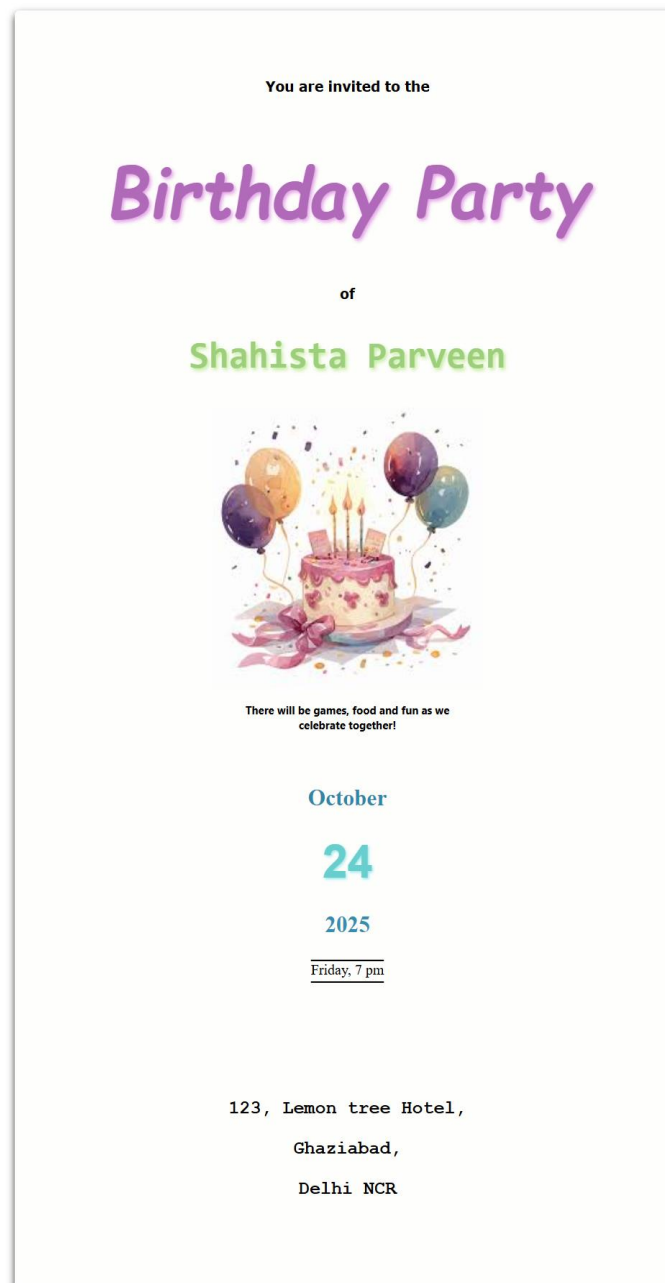 You are invited to the
Birthday Party
of
Shahista Parveen
There will be games, food and fun as we
celebrate together!
October
24
2025
Friday, 7 pm
123, Lemon tree Hotel,
Ghaziabad,
Delhi NCR